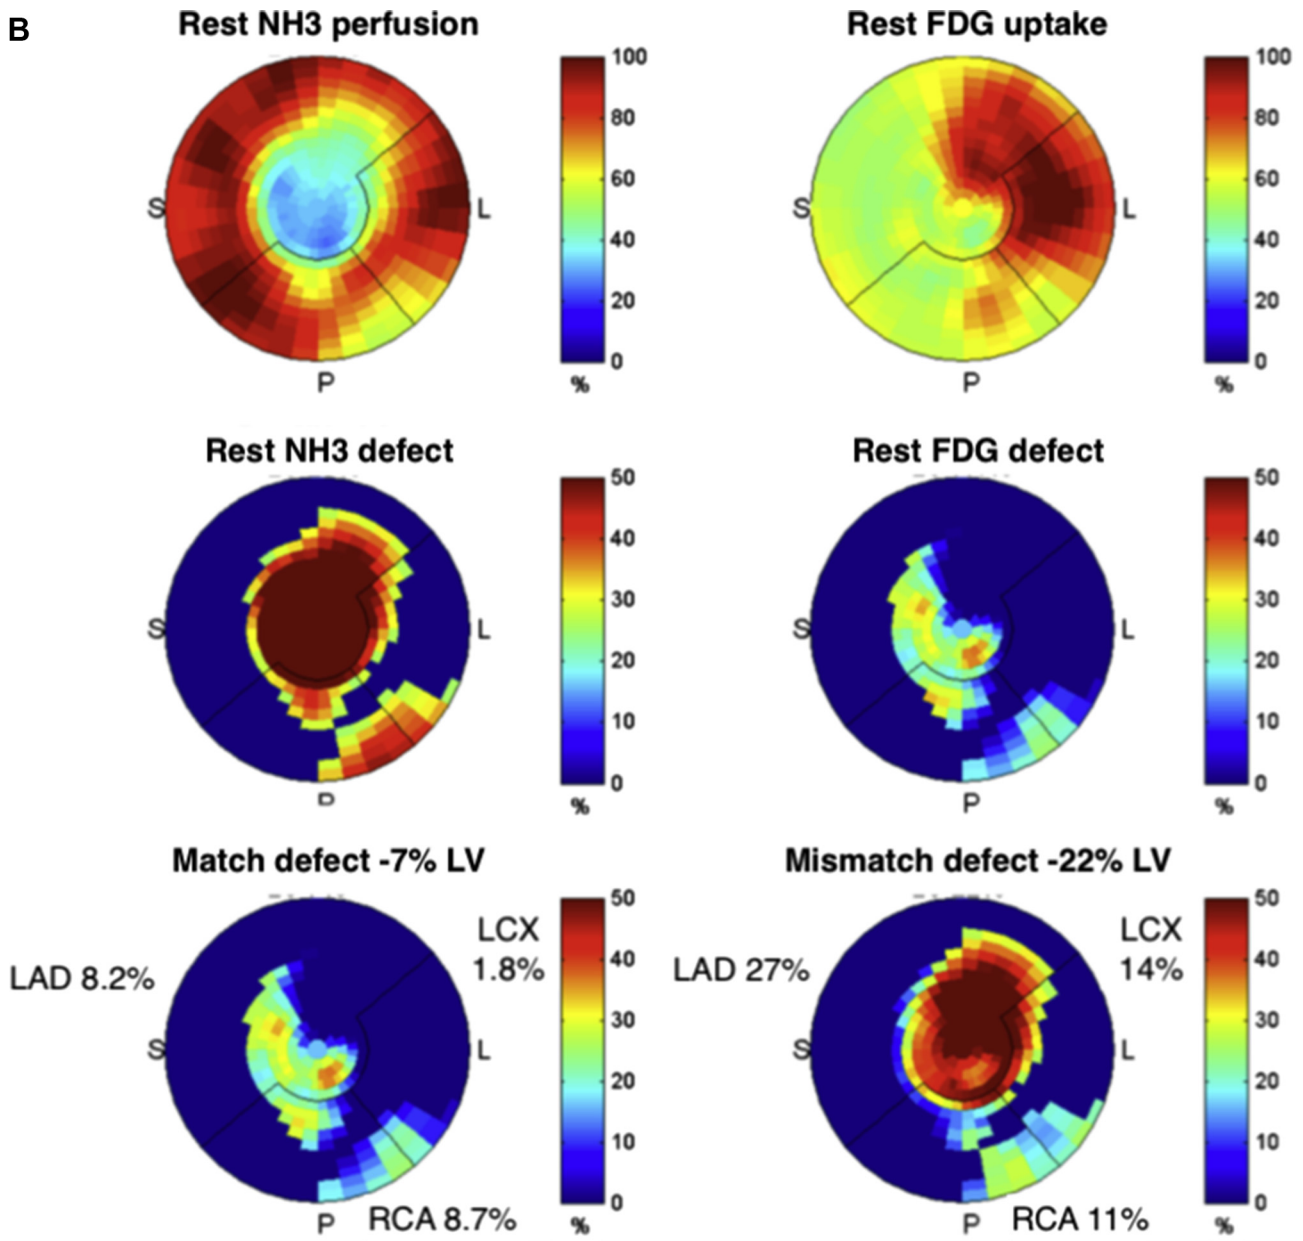 B
Rest NH3 perfusion
Rest FDG uptake
S
L
P
100
80
60
40
20
0
%
S
L
P
100
80
60
40
20
0
%
Rest NH3 defect
Rest FDG defect
S
L
P
50
40
30
20
10
0
%
S
L
P
50
40
30
20
10
0
%
Match defect -7% LV
Mismatch defect -22% LV
LAD 8.2%
LCX
1.8%
S
L
P
RCA 8.7%
50
40
30
20
10
0
%
LAD 27%
LCX
14%
S
L
P
RCA 11%
50
40
30
20
10
0
%